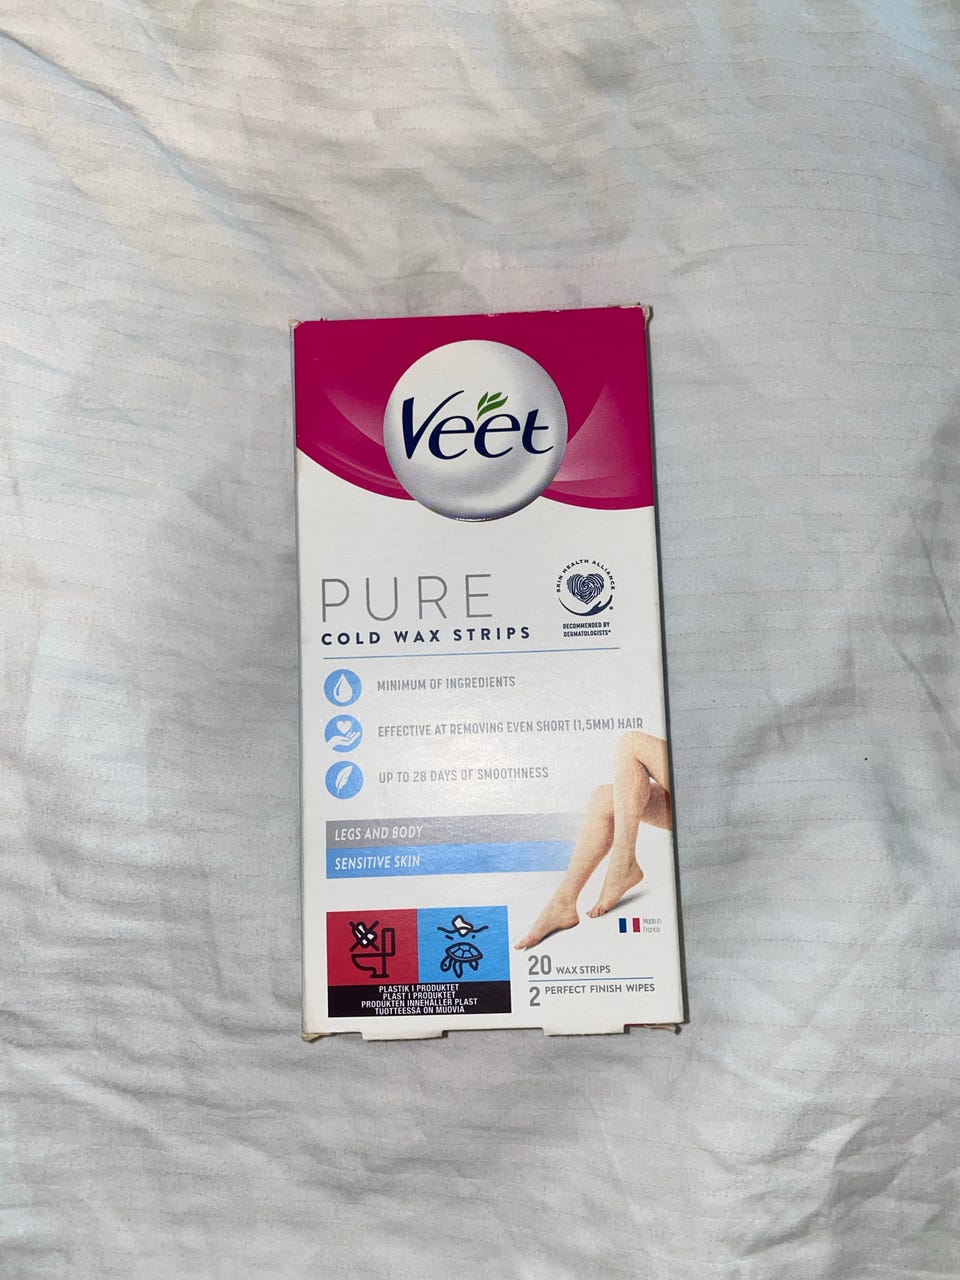 Veet
PURE
COLD WAX STRIPS
SKIN HEALTH ALLIANCE
®
RECOMMENDED BY
DERMATOLOGISTS*
MINIMUM OF INGREDIENTS
EFFECTIVE AT REMOVING EVEN SHORT (1,5MM) HAIR
UP TO 28 DAYS OF SMOOTHNESS
LEGS AND BODY
SENSITIVE SKIN
Made in
France
20 WAX STRIPS
2 PERFECT FINISH WIPES
PLASTIK I PRODUKTET
PLAST I PRODUKTET
PRODUKTEN INNEHÅLLER PLAST
TUOTTEESSA ON MUOVIA